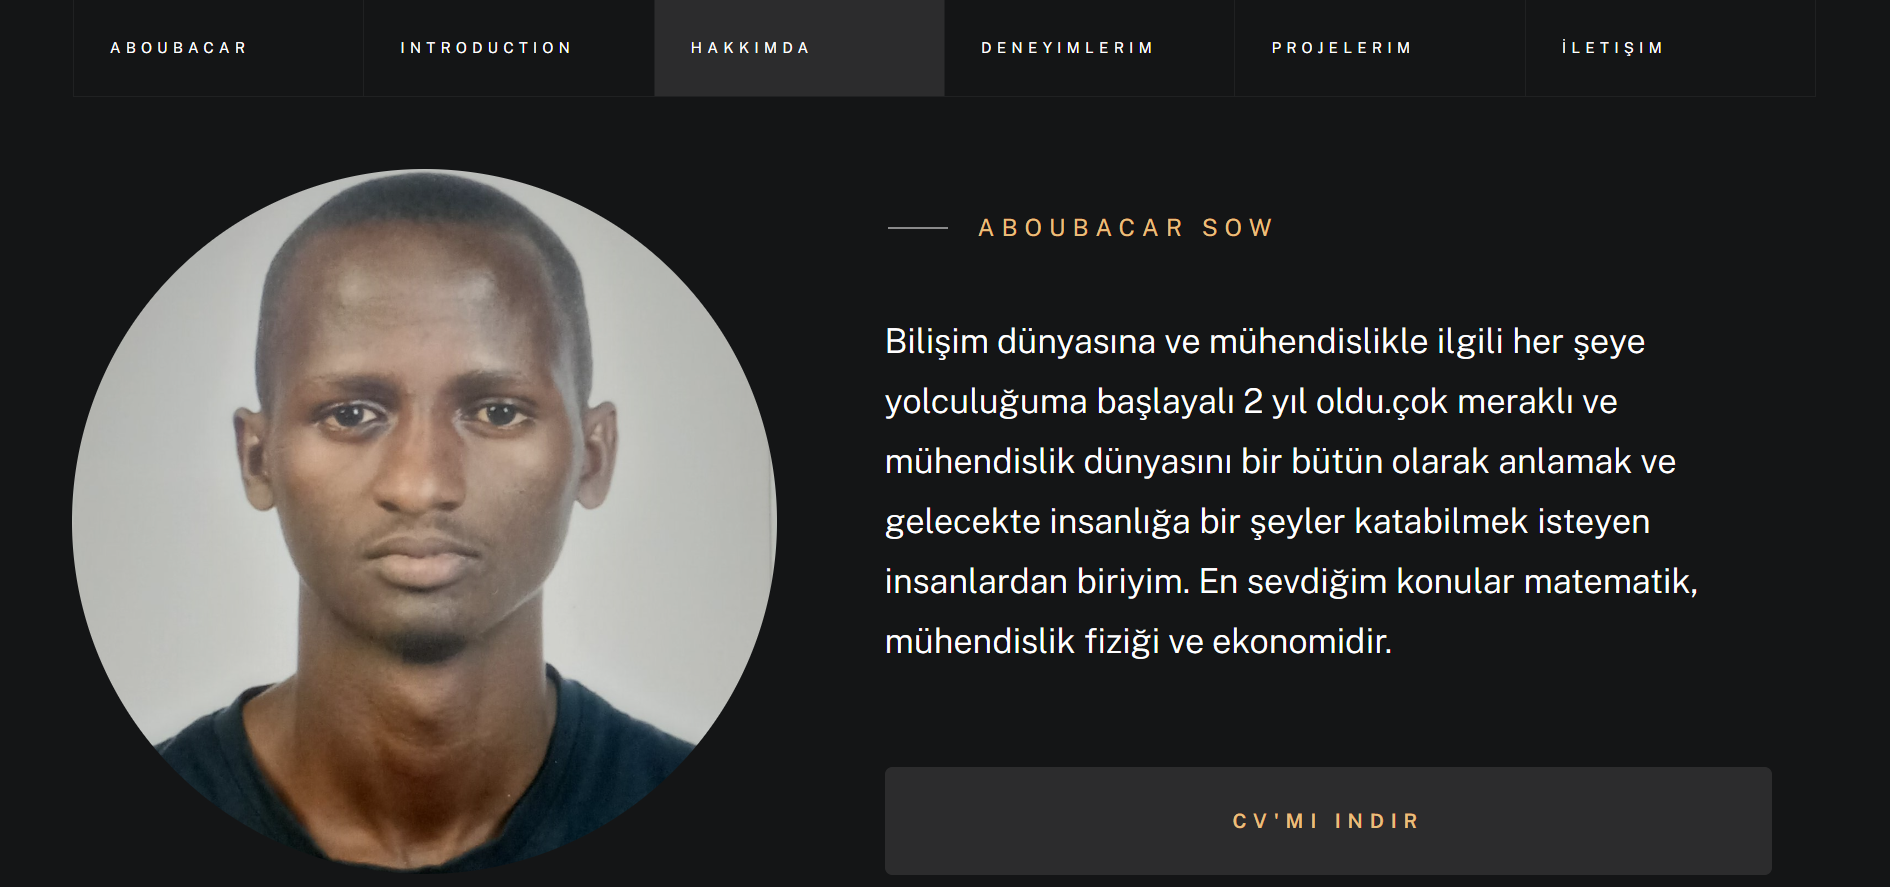 ABOUBACAR
INTRODUCTION
HAKKIMDA
DENEYIMLERIM
PROJELERIM
İLETIŞIM
ABOUBACAR SOW
Bilişim dünyasına ve mühendislikle ilgili her şeye
yolculuğuma başlayalı 2 yıl oldu.çok meraklı ve
mühendislik dünyasını bir bütün olarak anlamak ve
gelecekte insanlığa bir şeyler katabilmek isteyen
insanlardan biriyim. En sevdiğim konular matematik,
mühendislik fiziği ve ekonomidir.
CV'MI INDIR